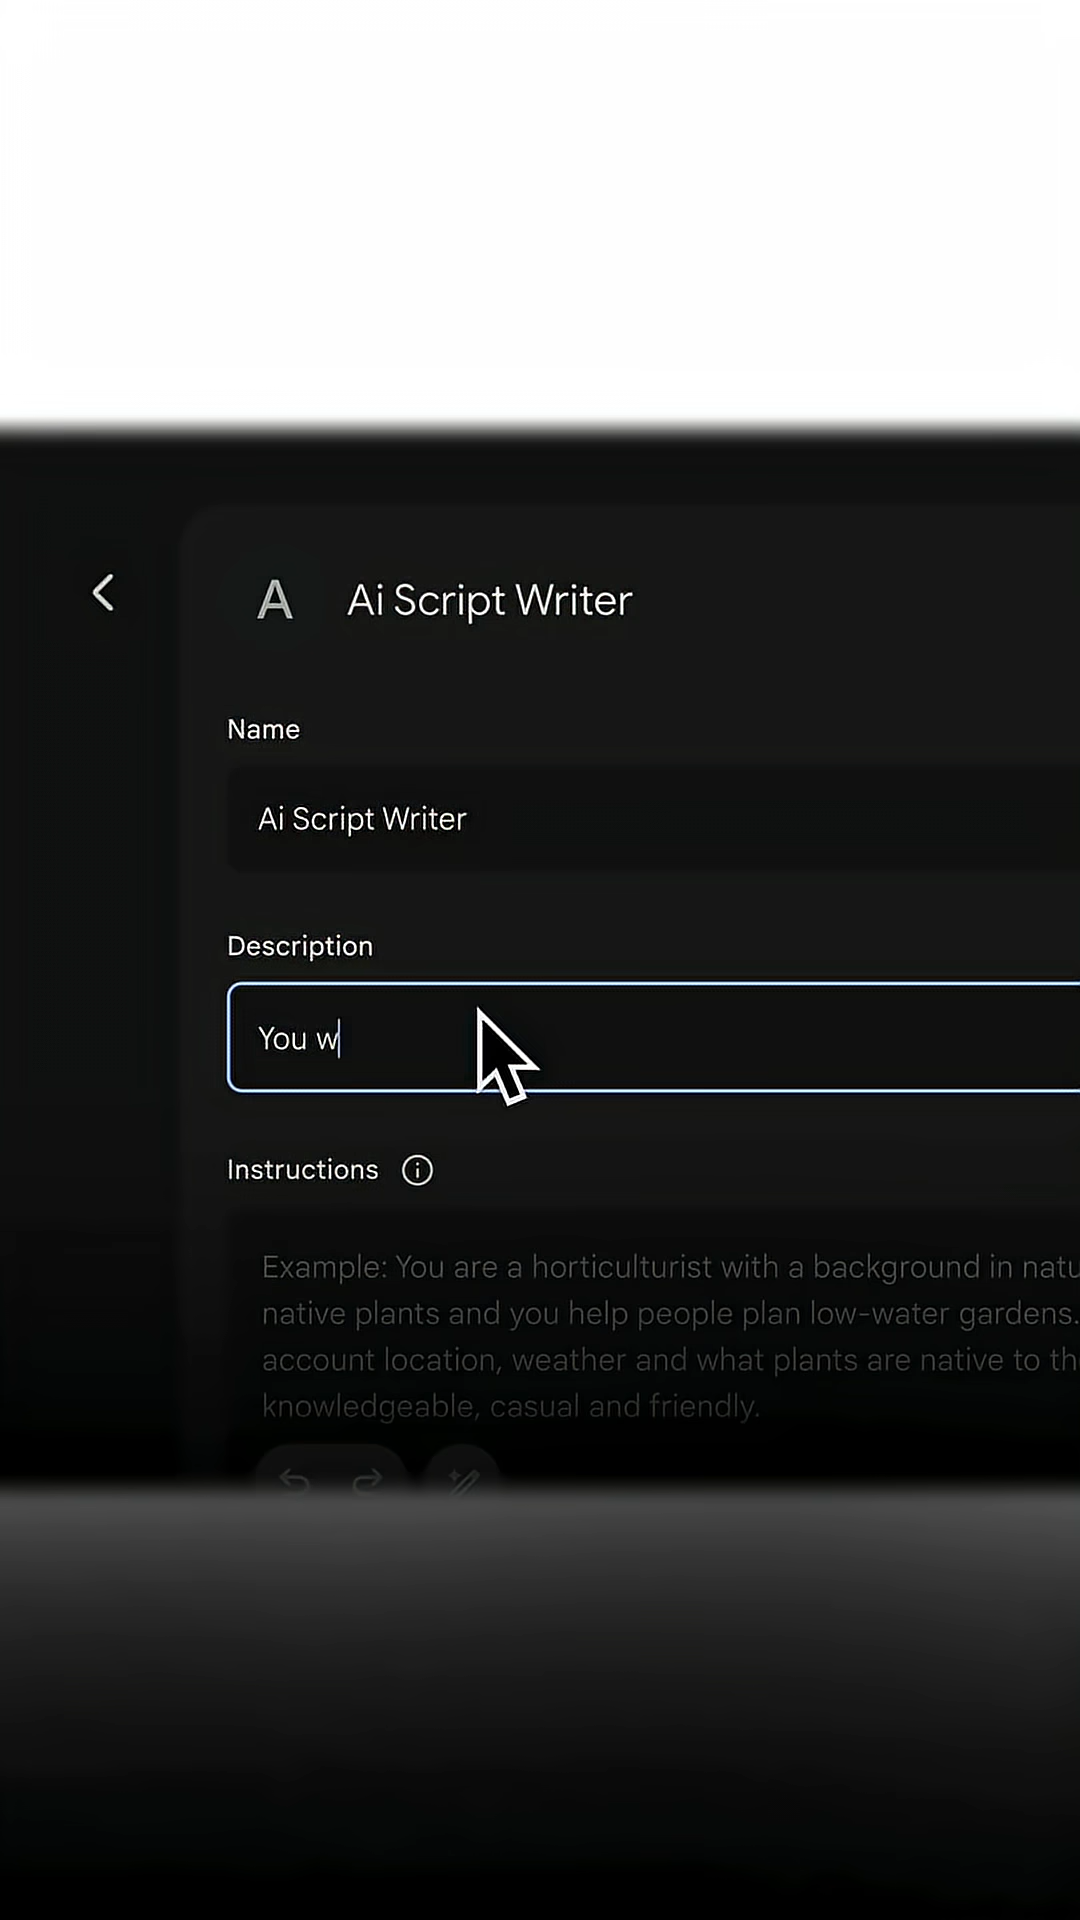 A Ai Script Writer
Name
Ai Script Writer
Description
You w
Instructions
Example: You are a horticulturist with a background in natu
native plants and you help people plan low-water gardens.
account location, weather and what plants are native to th
knowledgeable, casual and friendly.